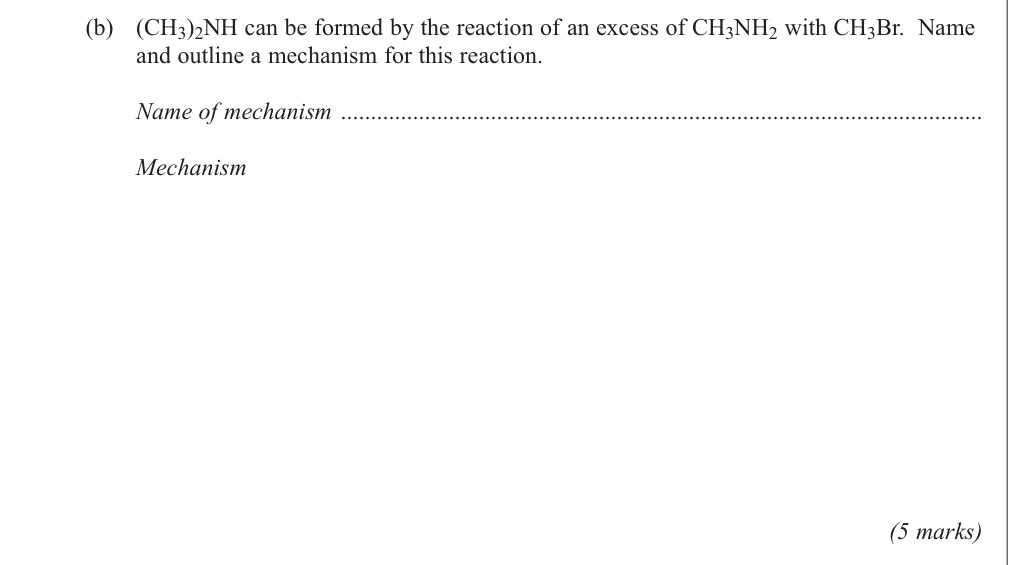 (b) (CH₃)₂NH can be formed by the reaction of an excess of CH₃NH₂ with CH₃Br. Name
and outline a mechanism for this reaction.
Name of mechanism ............................................................................................................
Mechanism
(5 marks)